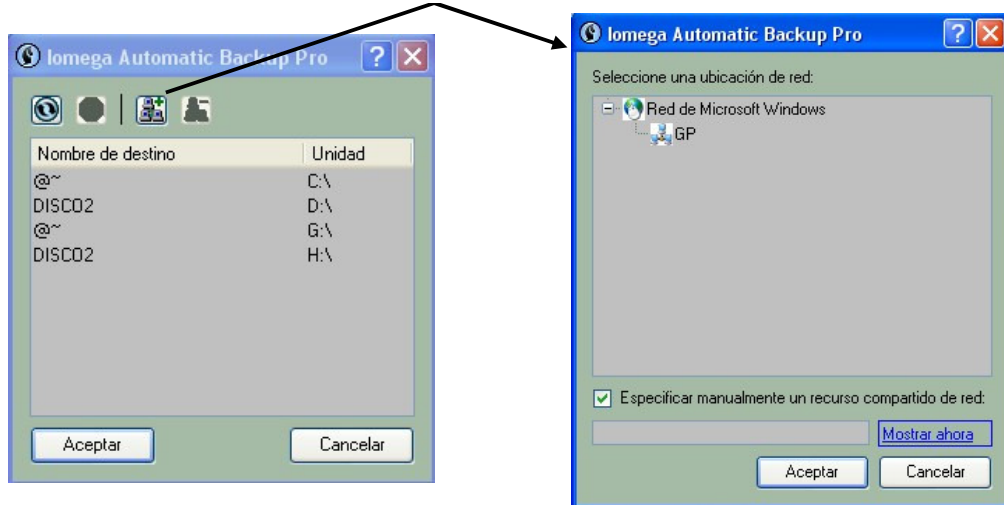 Iomega Automatic Backup Pro
Nombre de destino Unidad
@~ C:\
DISCO2 D:\
@~ G:\
DISCO2 H:\
Aceptar Cancelar
Iomega Automatic Backup Pro
Seleccione una ubicación de red:
Red de Microsoft Windows
GP
Especificar manualmente un recurso compartido de red:
Mostrar ahora
Aceptar Cancelar